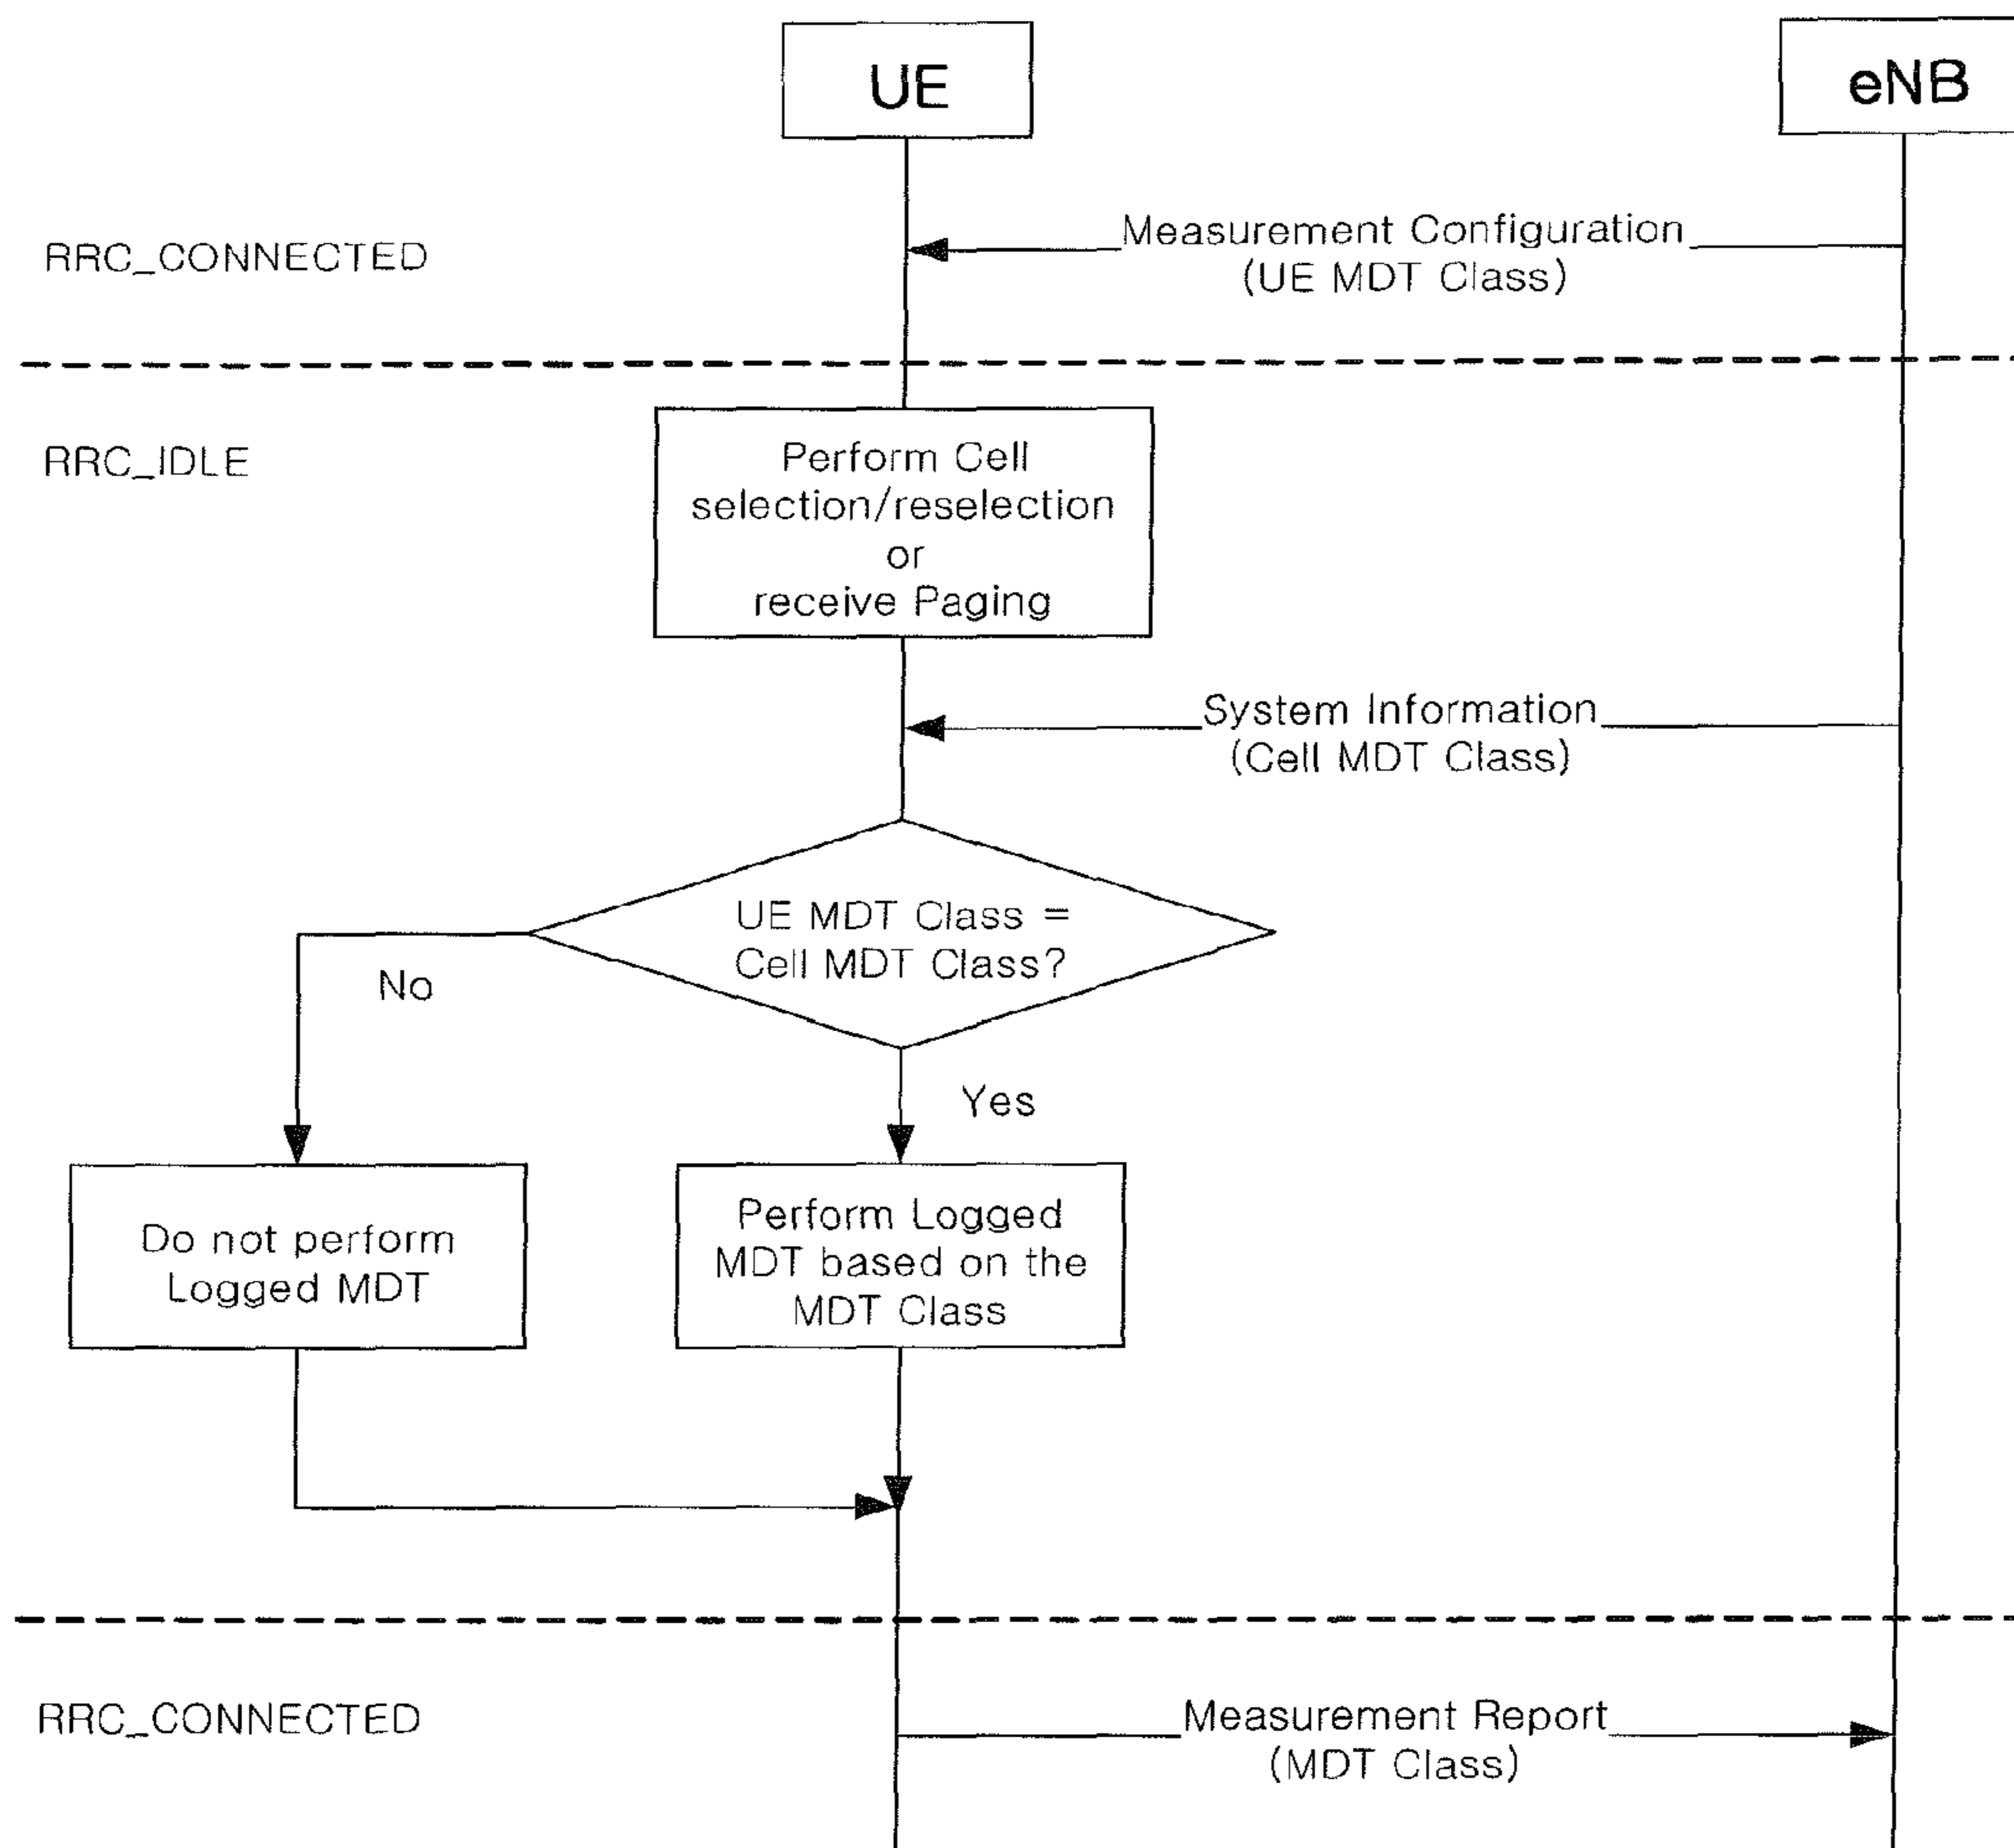 UE
eNB
RRC_CONNECTED
Measurement Configuration
(UE MDT Class)
RRC_IDLE
Perform Cell
selection/reselection
or
receive Paging
System Information
(Cell MDT Class)
UE MDT Class =
Cell MDT Class?
No
Yes
Do not perform
Logged MDT
Perform Logged
MDT based on the
MDT Class
RRC_CONNECTED
Measurement Report
(MDT Class)